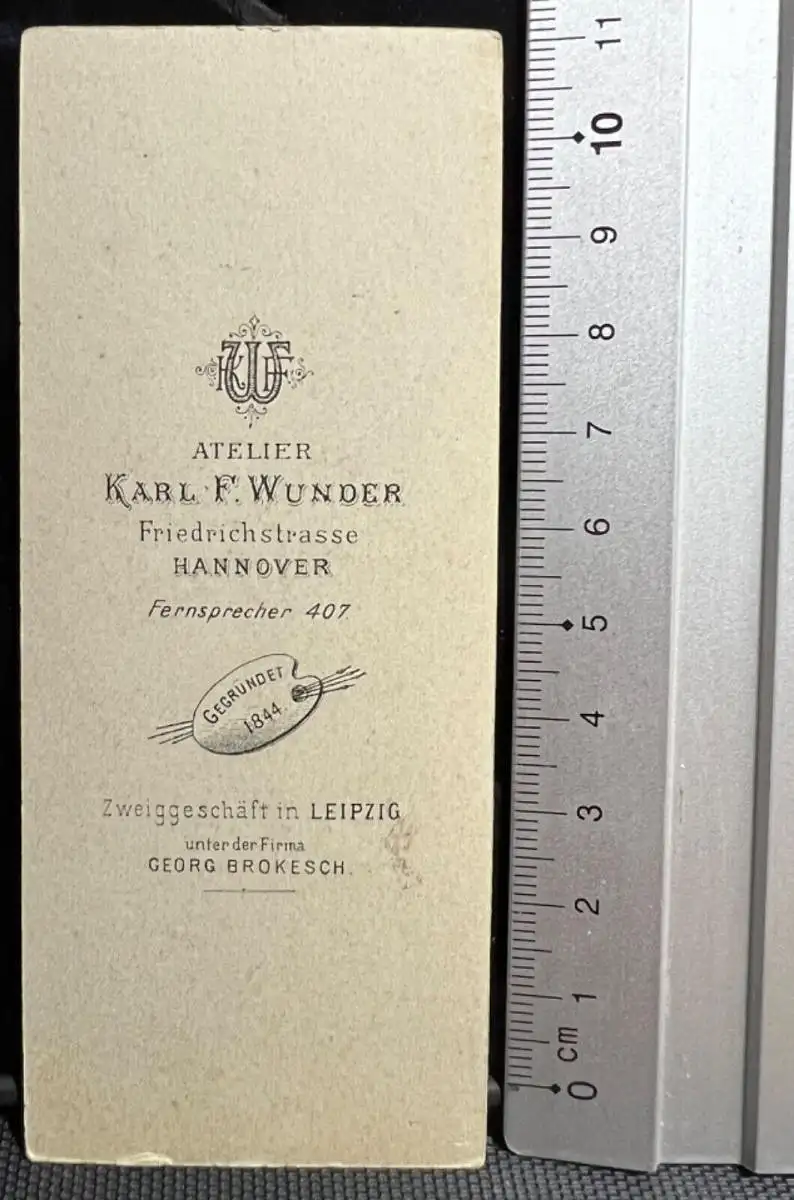 KWF
ATELIER
KARL F. WUNDER
Friedrichstrasse
HANNOVER
Fernsprecher 407.
GEGRÜNDET
1844.
Zweiggeschäft in LEIPZIG
unter der Firma
GEORG BROKESCH.
11
10
9
8
7
6
5
4
3
2
1
cm
0